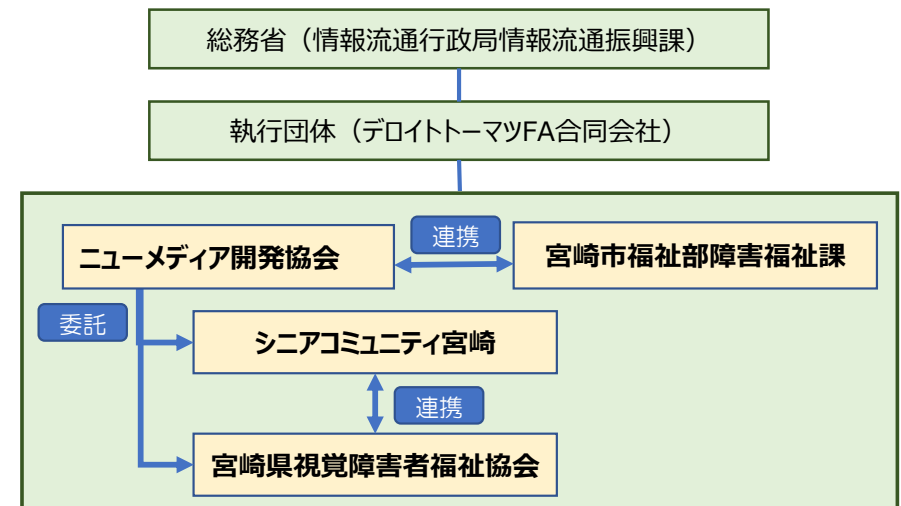 総務省（情報流通行政局情報流通振興課）
執行団体（デロイトトーマツFA合同会社）
連携
ニューメディア開発協会
宮崎市福祉部障害福祉課
委託
シニアコミュニティ宮崎
連携
宮崎県視覚障害者福祉協会